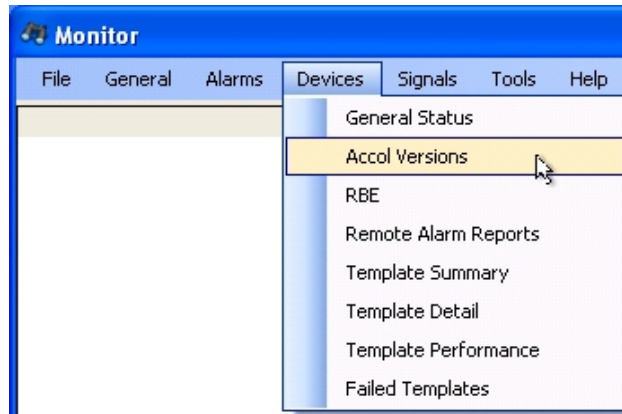 Monitor
File General Alarms Devices Signals Tools Help
General Status
Accol Versions
RBE
Remote Alarm Reports
Template Summary
Template Detail
Template Performance
Failed Templates